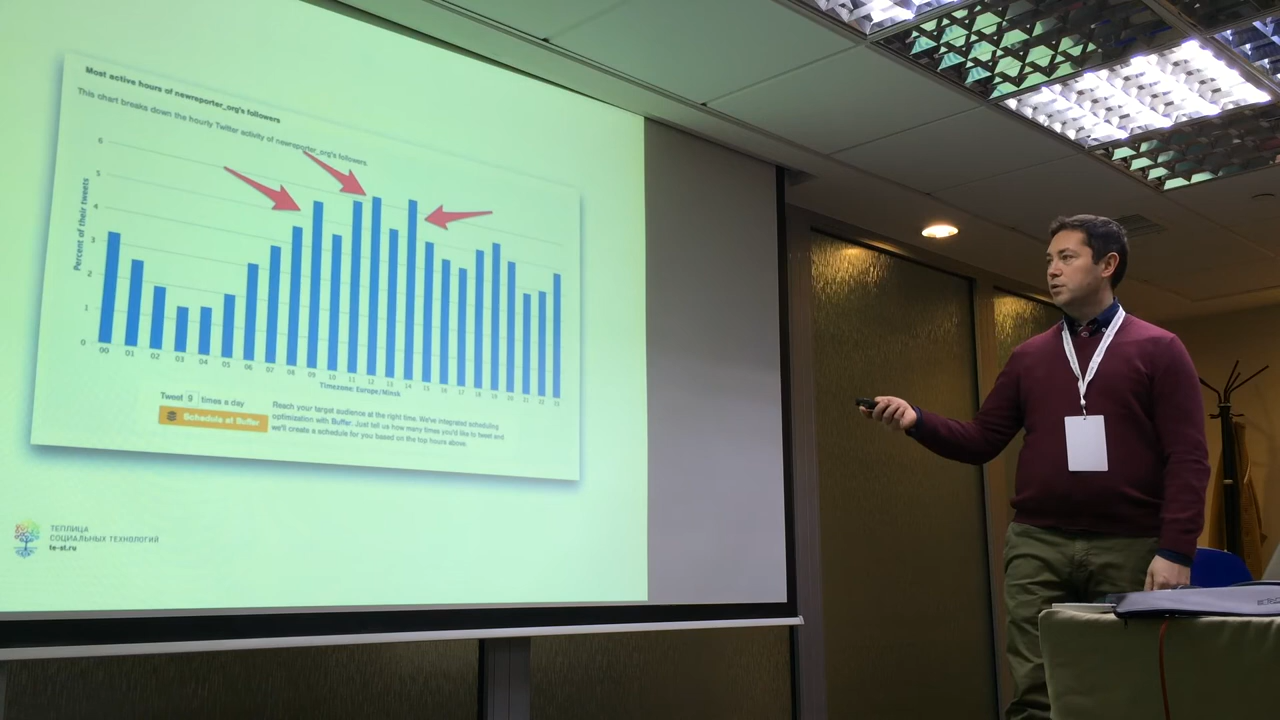 Most active hours of newreporter_org's followers
This chart breaks down the hourly Twitter activity of newreporter_org's followers.
Percent of their tweets
6
5
4
3
2
1
0
00 01 02 03 04 05 06 07 08 09 10 11 12 13 14 15 16 17 18 19 20 21 22 23
Timezone: Europe/Minsk
Tweet 9 times a day
Schedule at Buffer
Reach your target audience at the right time. We've integrated scheduling
optimization with Buffer. Just tell us how many times you'd like to tweet and
we'll create a schedule for you based on the top hours above.
ТЕПЛИЦА
СОЦИАЛЬНЫХ ТЕХНОЛОГИЙ
te-st.ru